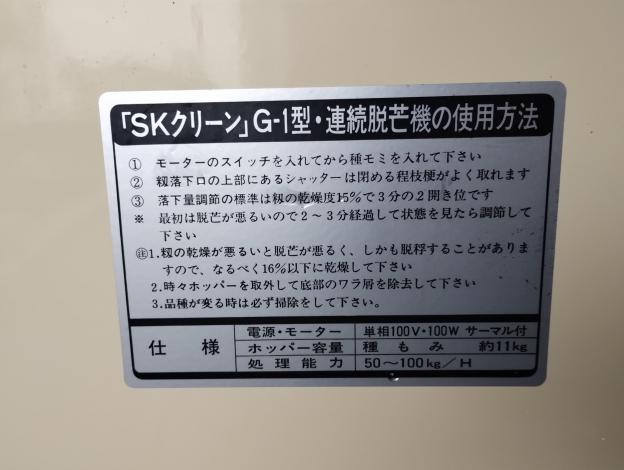 「SKクリーン」G-1型・連続脱芒機の使用方法
① モーターのスイッチを入れてから種モミを入れて下さい
② 籾落下口の上部にあるシャッターは閉める程枝梗がよく取れます
③ 落下量調節の標準は籾の乾燥度15%で3分の2開き位です
※ 最初は脱芒が悪るいので2〜3分経過して状態を見たら調節して
下さい
㊟1.籾の乾燥が悪るいと脱芒が悪るく、しかも脱稃することがありま
すので、なるべく16%以下に乾燥して下さい
2.時々ホッパーを取外して底部のワラ屑を除去して下さい
3.品種が変る時は必ず掃除をして下さい。
仕様
電源・モーター 単相100V・100W サーマル付
ホッパー容量 種もみ 約11kg
処理能力 50〜100kg/H